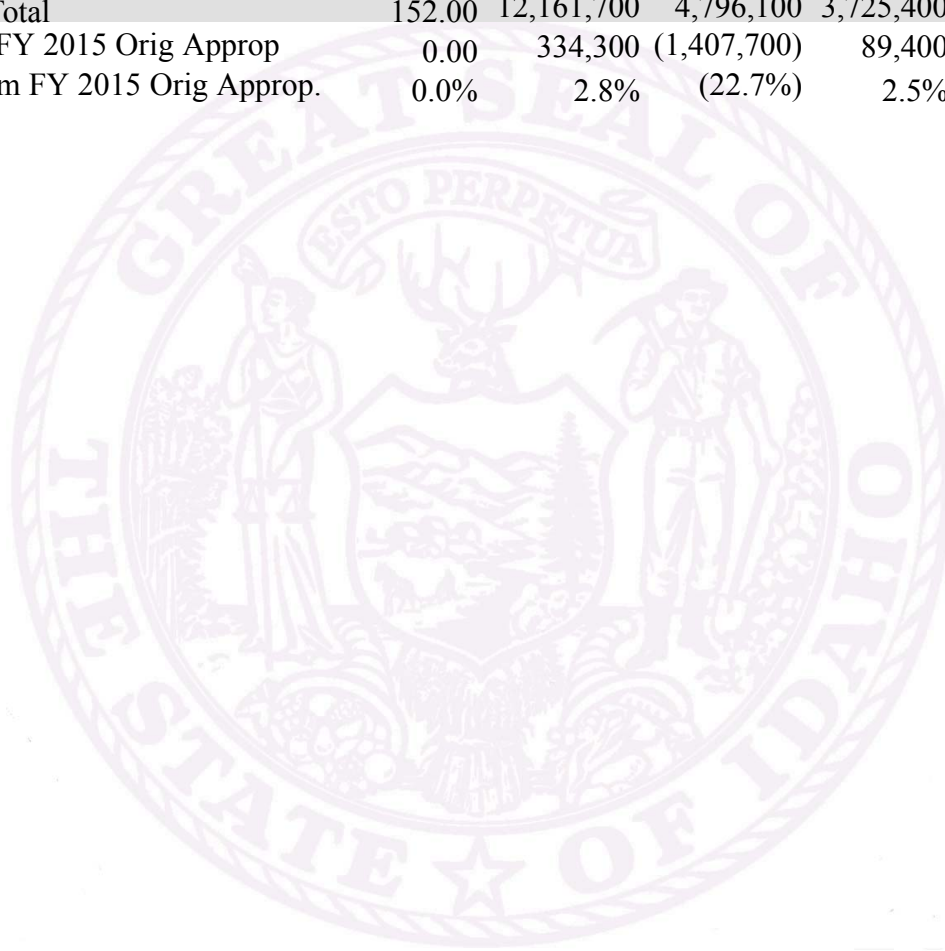 Total 152.00 12,161,700 4,796,100 3,725,400
FY 2015 Orig Approp 0.00 334,300 (1,407,700) 89,400
m FY 2015 Orig Approp. 0.0% 2.8% (22.7%) 2.5%
GREAT SEAL OF
ESTO PERPETUA
THE STATE OF IDAHO